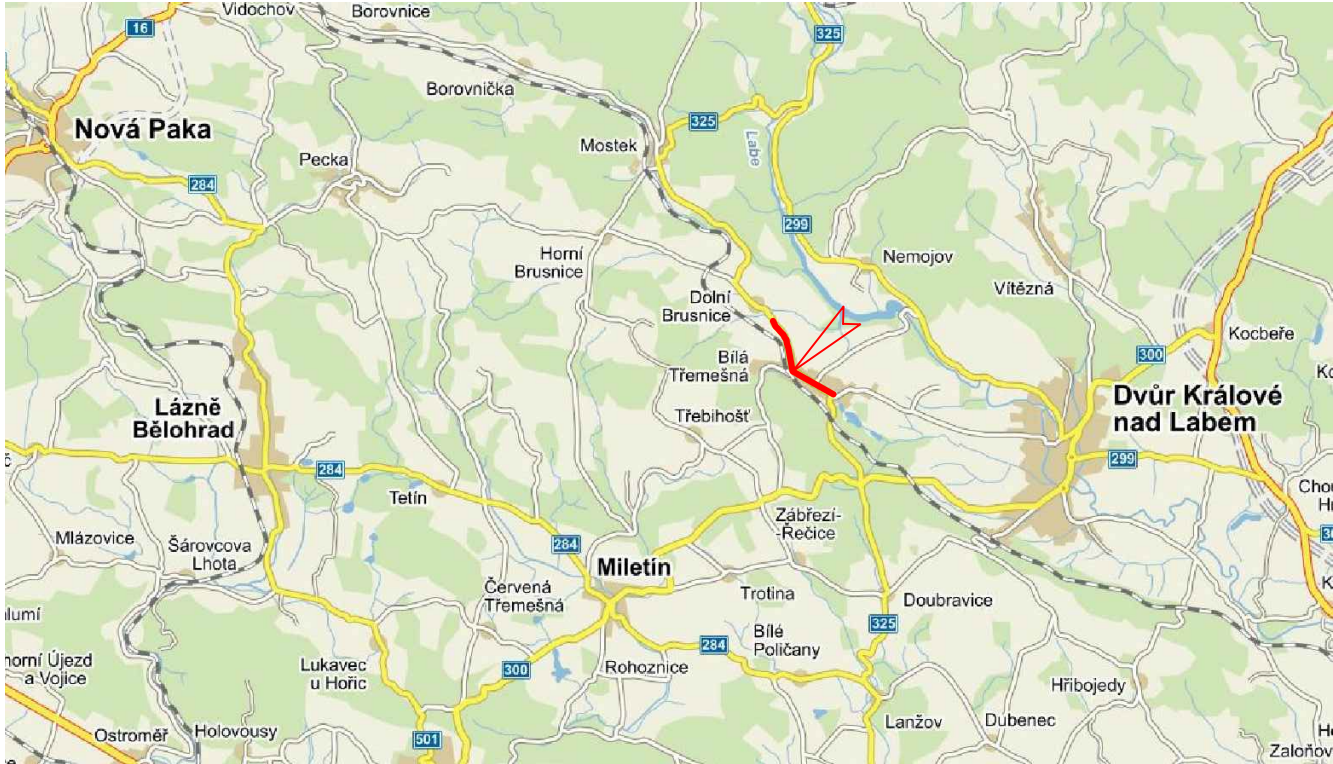 Vidochov
Borovnice
16
325
Borovnička
Nová Paka
325
Mostek
Labe
Pecka
284
299
Horní
Brusnice
Nemojov
Vítězná
Dolní
Brusnice
Kocbeře
300
Bílá
Třemešná
Dvůr Králové
nad Labem
Lázně
Bělohrad
Třebihošť
299
284
Tetín
Zábřezí-
-Řečice
Mlázovice
Šárovcova
Lhota
284
Miletín
Červená
Třemešná
Trotina
Doubravice
325
Bílé
Poličany
284
300
Rohoznice
Lukavec
u Hořic
horní Újezd
a Vojice
Hřibojedy
Lanžov
Dubenec
Ostroměř
Holovousy
501